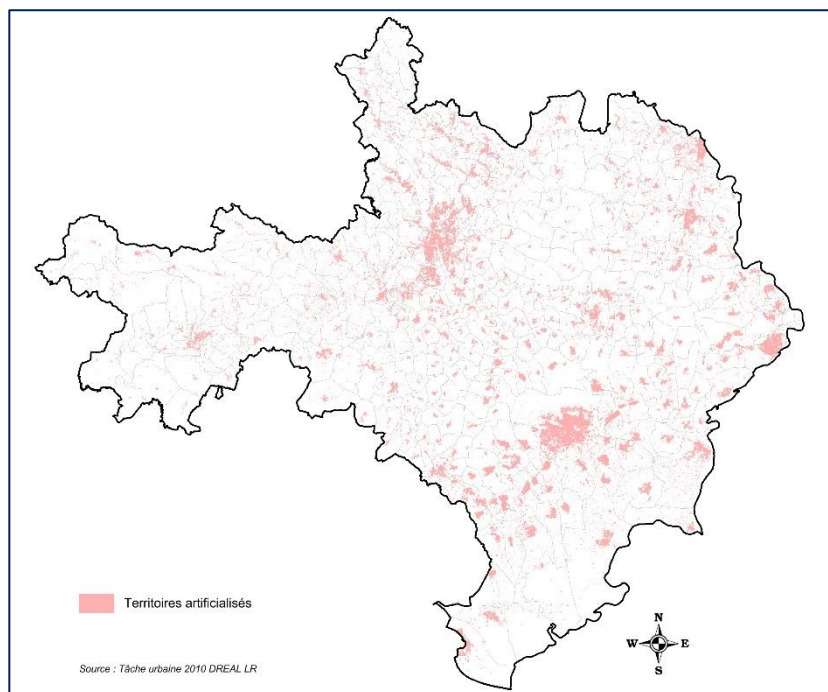 Territoires artificialisés
N
W E
S
Source : Tâche urbaine 2010 DREAL LR